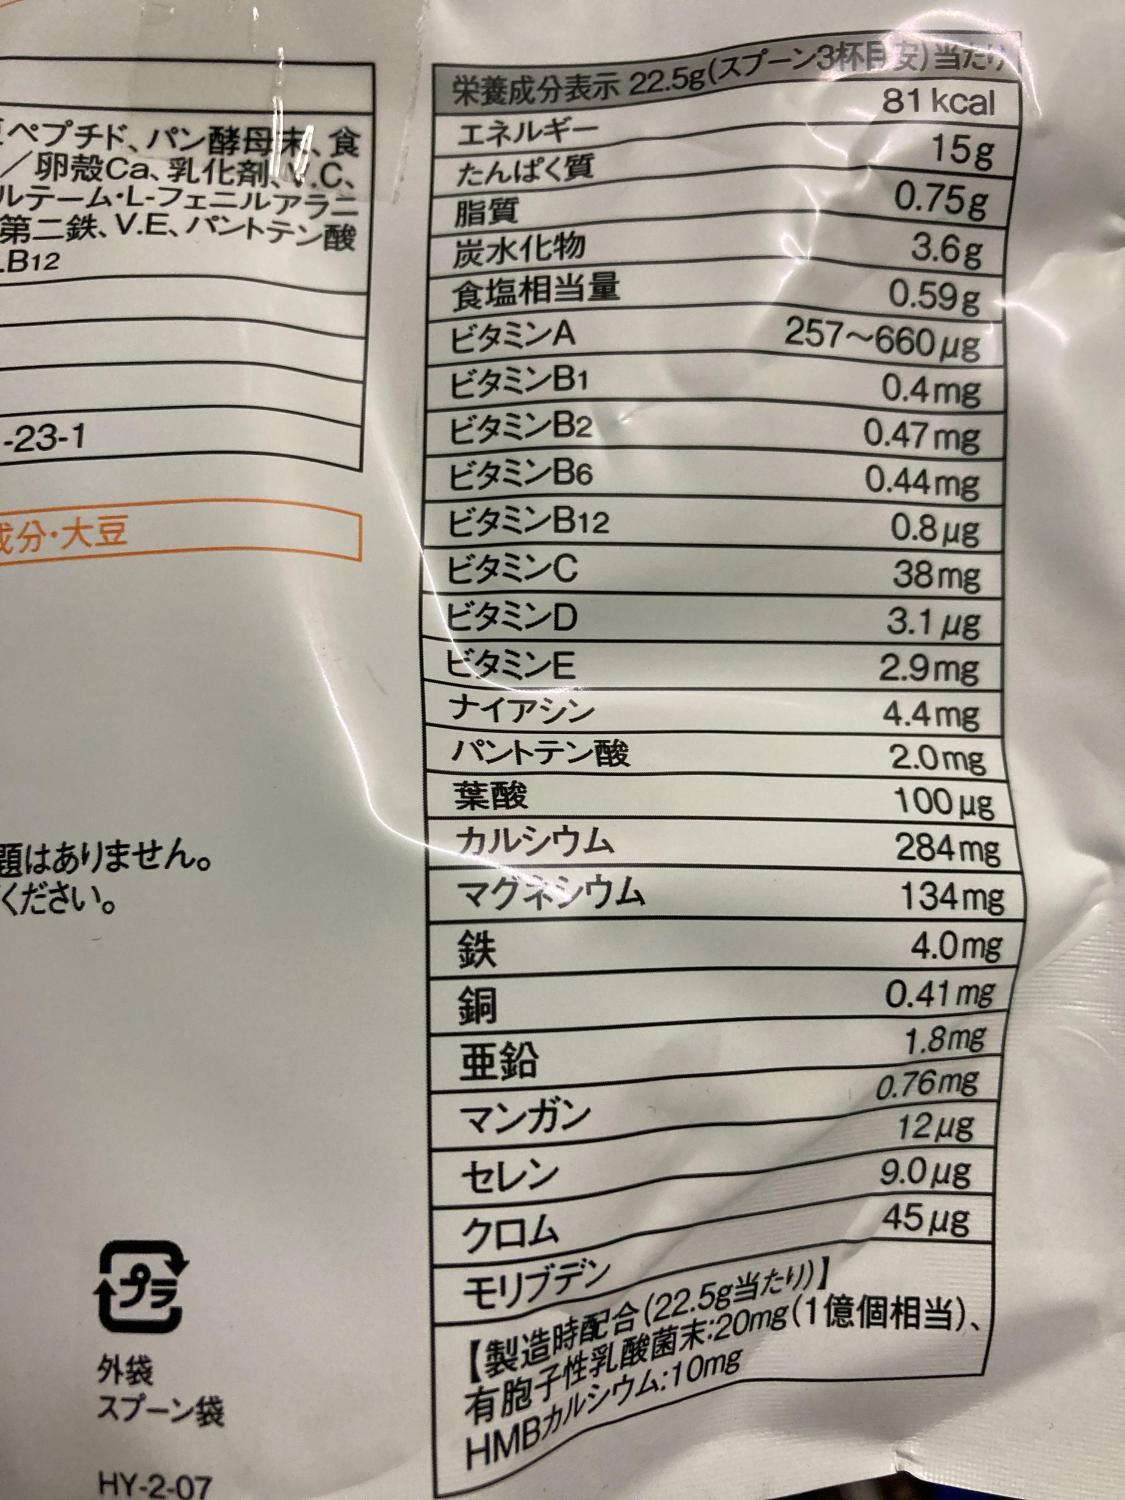 ペプチド、パン酵母末、食
／卵殻Ca、乳化剤、V.C、
ルテーム・L-フェニルアラニ
第二鉄、V.E、パントテン酸
.B12
-23-1
成分・大豆
題はありません。
ください。
プラ
外袋
スプーン袋
HY-2-07
栄養成分表示 22.5g(スプーン3杯目安)当たり
エネルギー 81kcal
たんぱく質 15g
脂質 0.75g
炭水化物 3.6g
食塩相当量 0.59g
ビタミンA 257～660μg
ビタミンB1 0.4mg
ビタミンB2 0.47mg
ビタミンB6 0.44mg
ビタミンB12 0.8μg
ビタミンC 38mg
ビタミンD 3.1μg
ビタミンE 2.9mg
ナイアシン 4.4mg
パントテン酸 2.0mg
葉酸 100μg
カルシウム 284mg
マグネシウム 134mg
鉄 4.0mg
銅 0.41mg
亜鉛 1.8mg
マンガン 0.76mg
セレン 12μg
クロム 9.0μg
モリブデン 45μg
【製造時配合(22.5g当たり)】
有胞子性乳酸菌末:20mg(1億個相当)、
HMBカルシウム:10mg